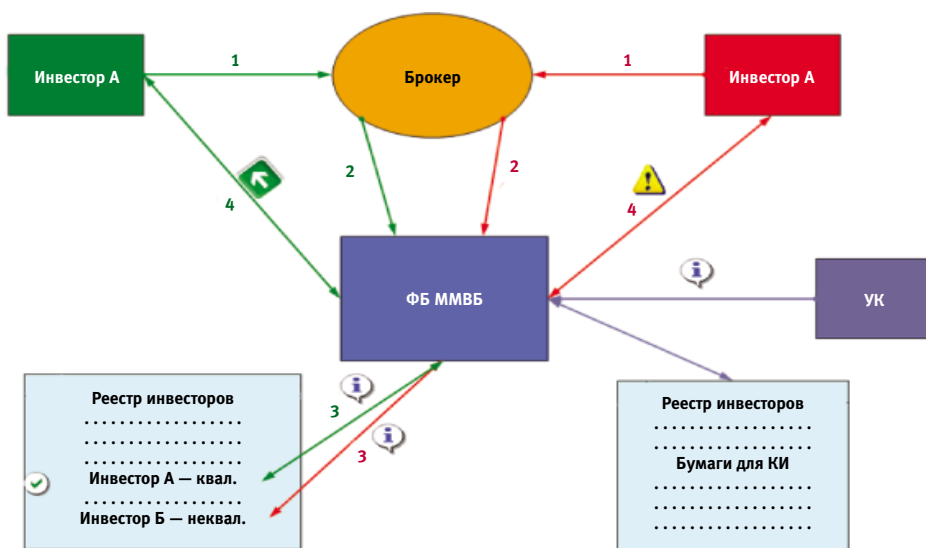 Инвестор А
1
Брокер
1
Инвестор А
2
2
4
4
ФБ ММВБ
УК
Реестр инвесторов
. . . . . . . . . . . . . . . . . .
. . . . . . . . . . . . . . . . . .
. . . . . . . . . . . . . . . . . .
Инвестор А — квал.
. . . . . . . . . . . . . . . . . .
Инвестор Б — неквал.
3
3
Реестр инвесторов
. . . . . . . . . . . . . . . . . .
. . . . . . . . . . . . . . . . . .
Бумаги для КИ
. . . . . . . . . . . . . . . . . .
. . . . . . . . . . . . . . . . . .
. . . . . . . . . . . . . . . . . .